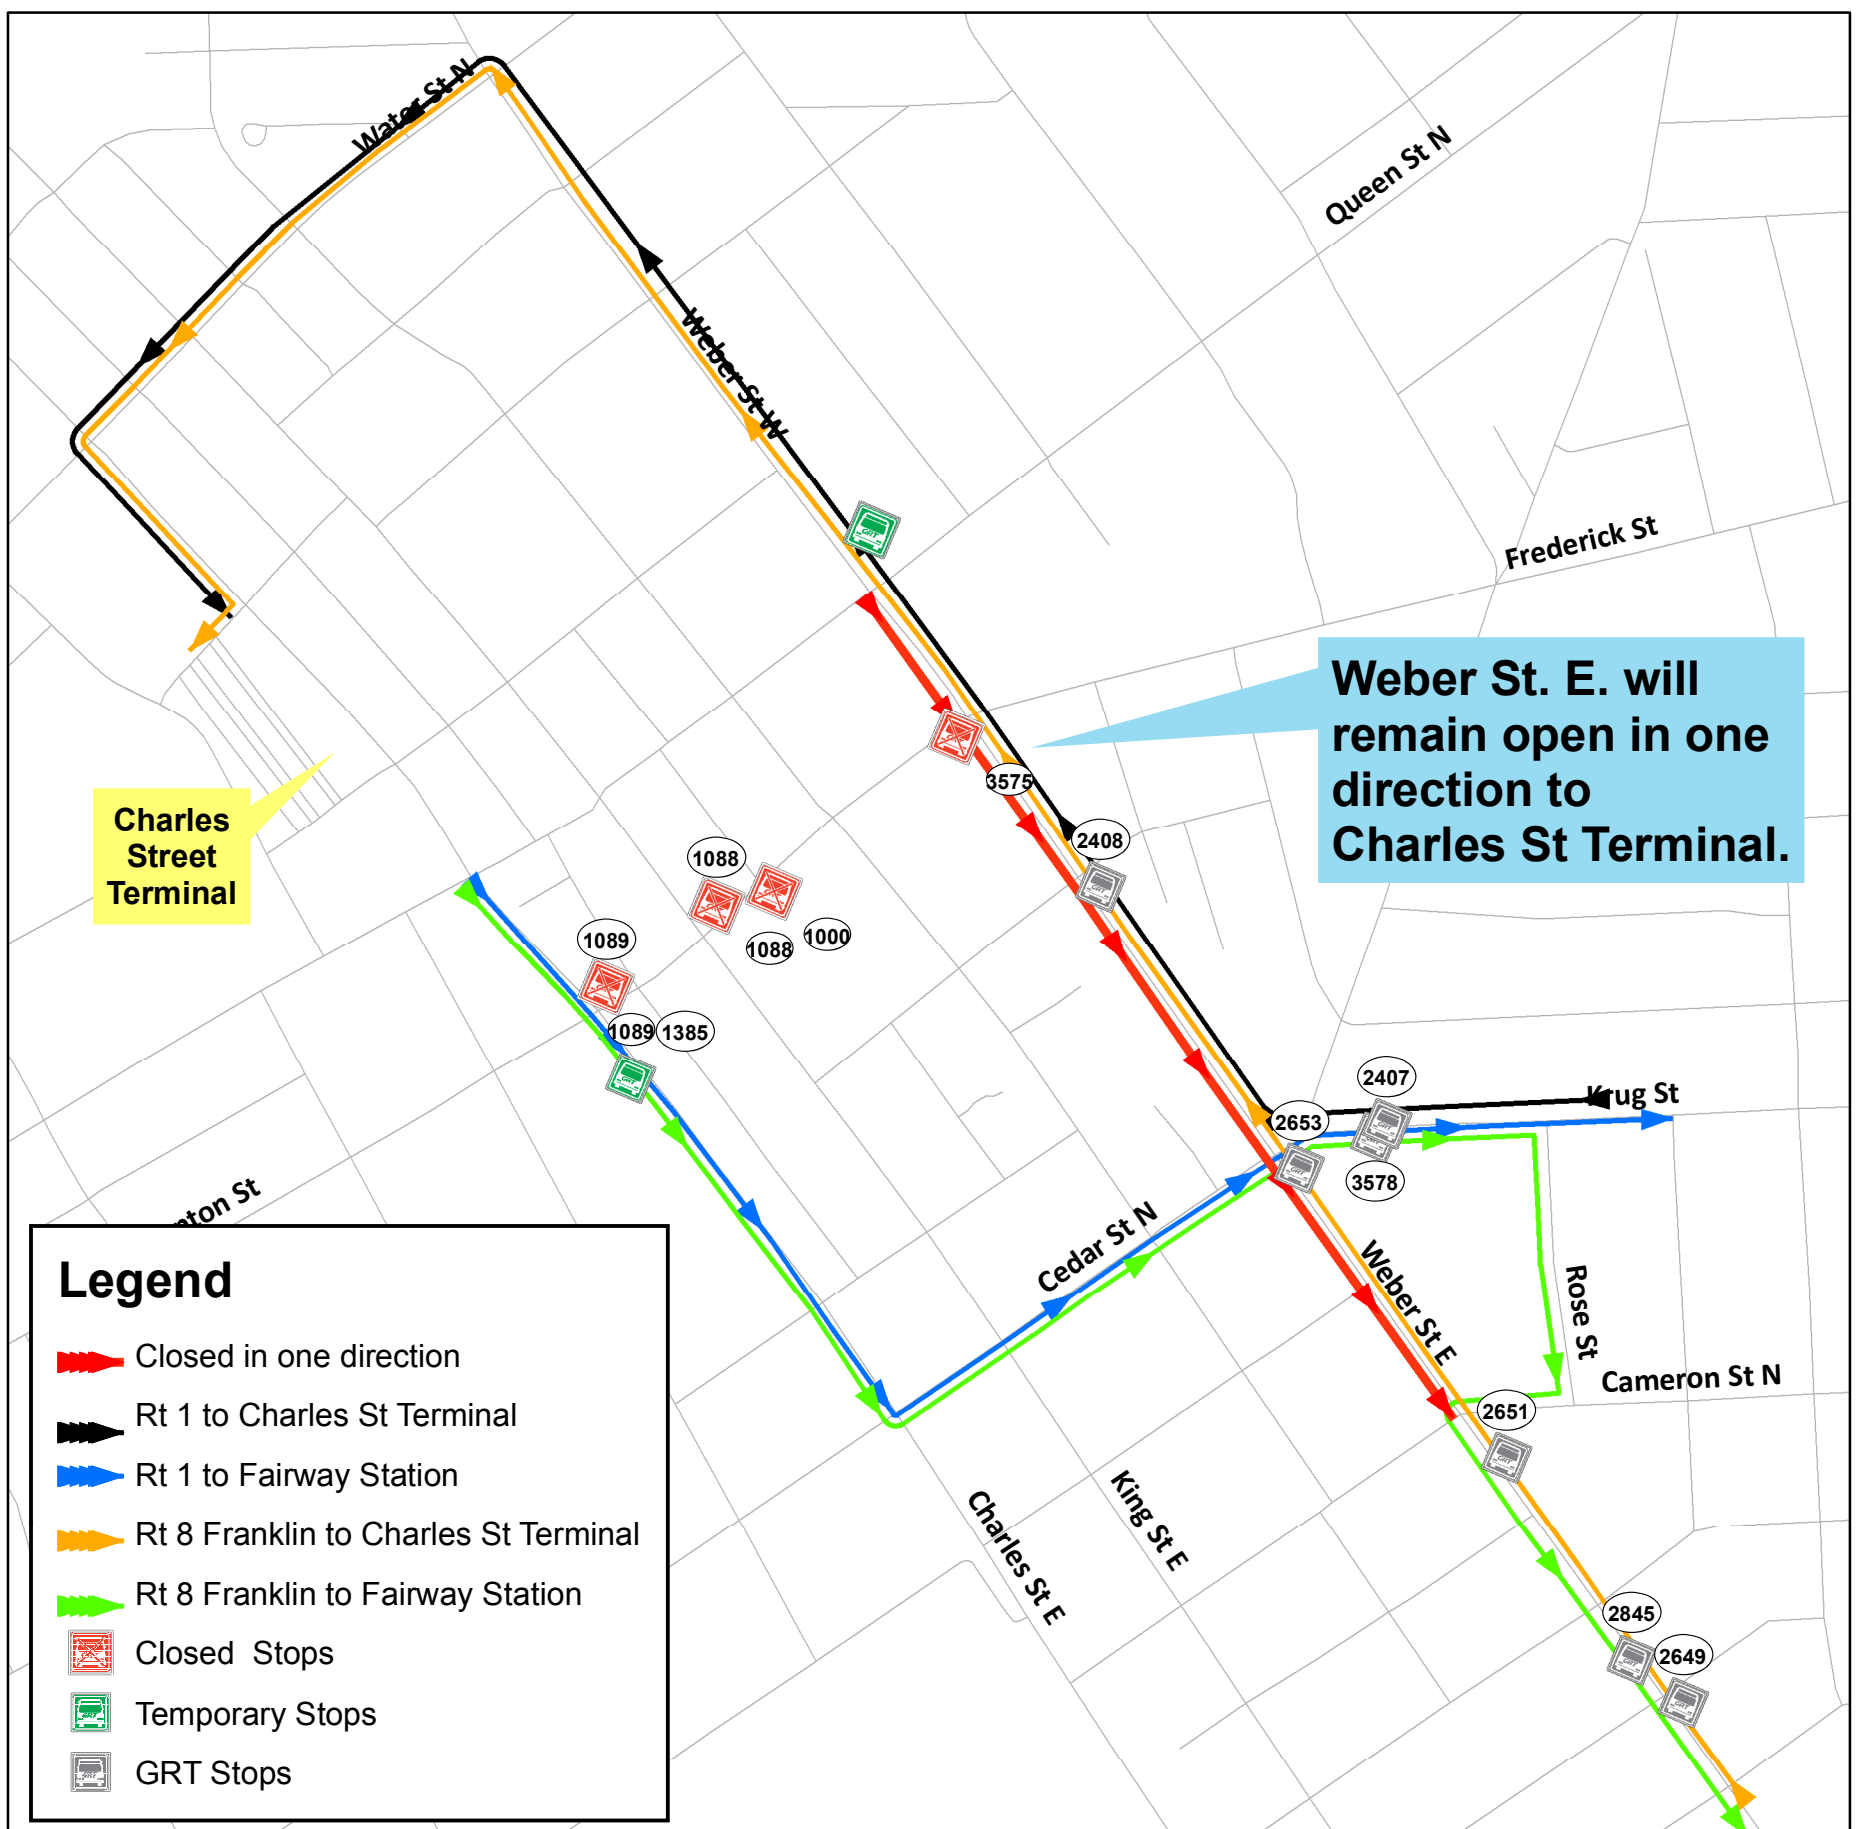 Water St N
Queen St N
Weber St W
Frederick St
Weber St. E. will
remain open in one
direction to
Charles St Terminal.
3575
2408
Charles
Street
Terminal
1088
1088
1000
1089
1089
1385
2407
Krug St
2653
3578
Cedar St N
Weber St E
Rose St
Cameron St N
2651
Charles St E
King St E
2845
2649
Legend
Closed in one direction
Rt 1 to Charles St Terminal
Rt 1 to Fairway Station
Rt 8 Franklin to Charles St Terminal
Rt 8 Franklin to Fairway Station
Closed Stops
Temporary Stops
GRT Stops